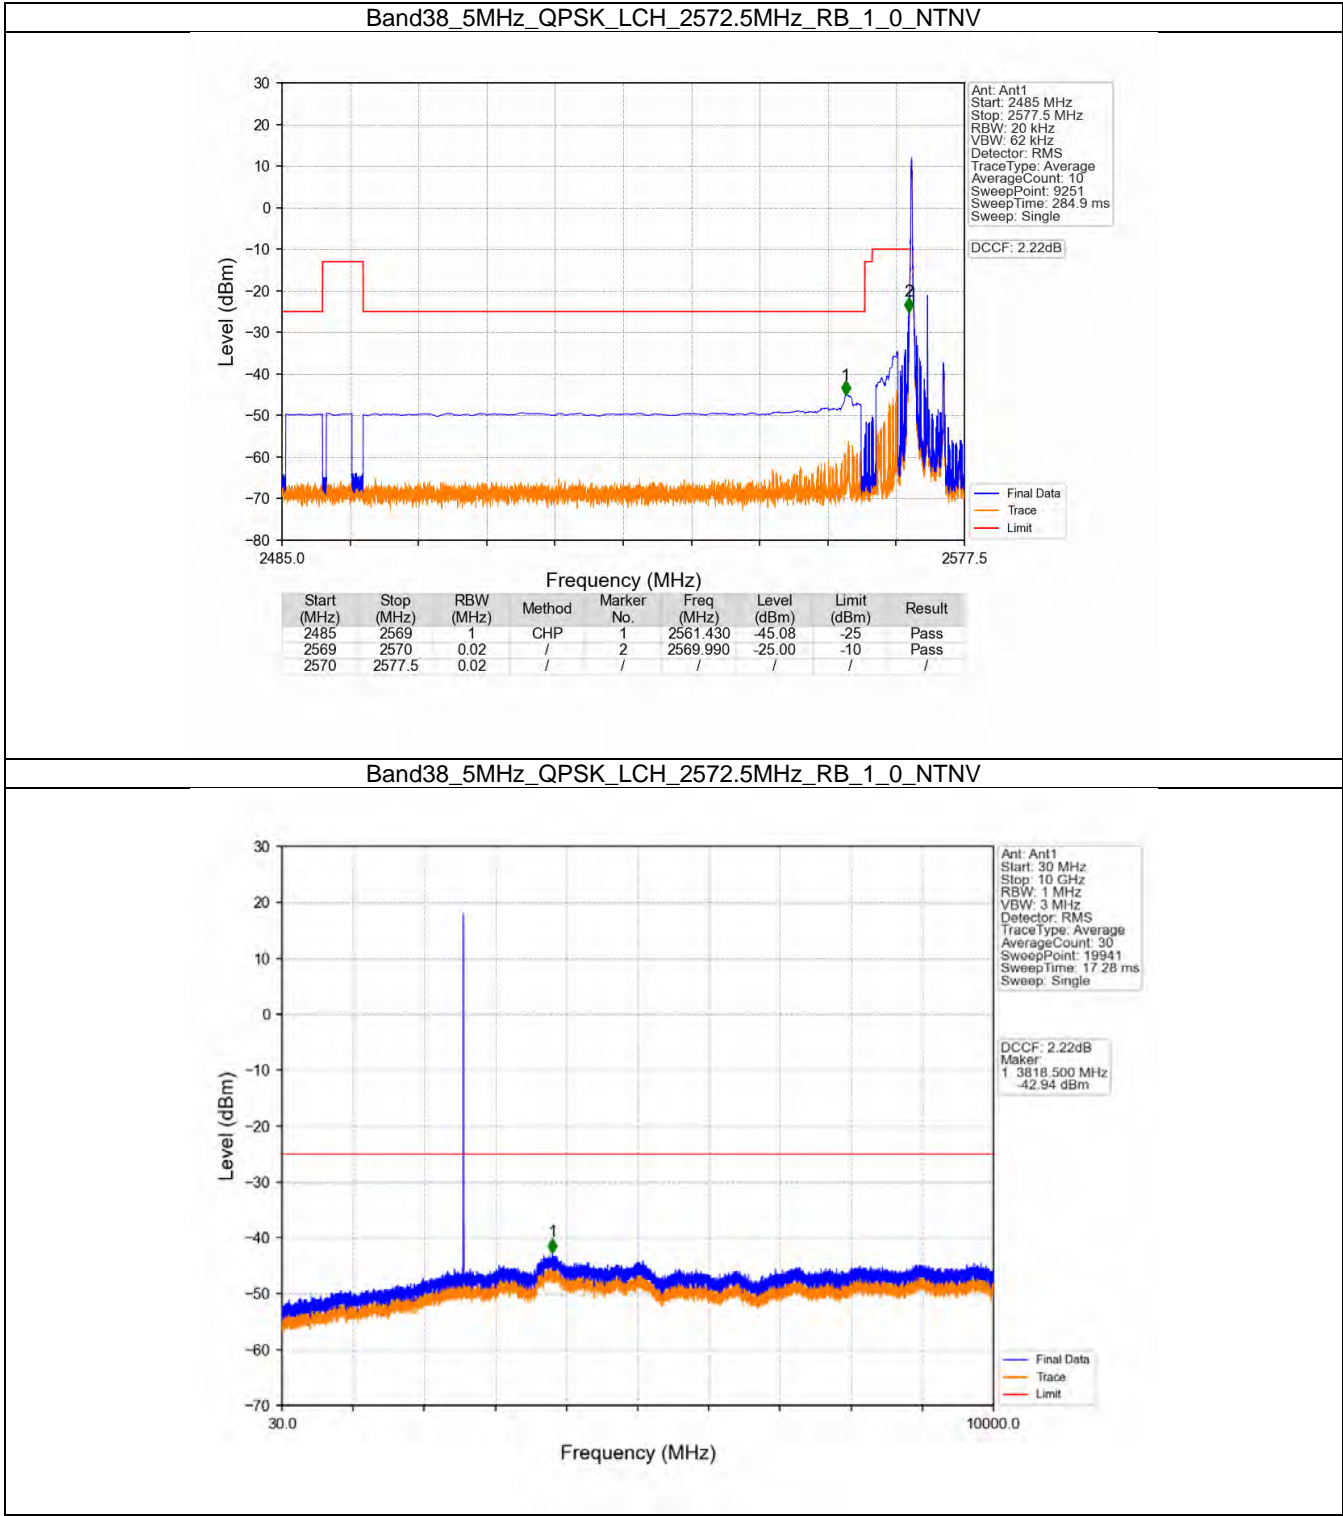 Band38_5MHz_QPSK_LCH_2572.5MHz_RB_1_0_NTNV
30
20
10
0
−10
−20
−30
−40
−50
−60
−70
−80
Level (dBm)
1
2
2485.0
2577.5
Frequency (MHz)
Ant: Ant1
Start: 2485 MHz
Stop: 2577.5 MHz
RBW: 20 kHz
VBW: 62 kHz
Detector: RMS
TraceType: Average
AverageCount: 10
SweepPoint: 9251
SweepTime: 284.9 ms
Sweep: Single
DCCF: 2.22dB
Final Data
Trace
Limit
Start (MHz) Stop (MHz) RBW (MHz) Method Marker No. Freq (MHz) Level (dBm) Limit (dBm) Result
2485 2569 1 CHP 1 2561.430 -45.08 -25 Pass
2569 2570 0.02 / 2 2569.990 -25.00 -10 Pass
2570 2577.5 0.02 / / / / / /
Band38_5MHz_QPSK_LCH_2572.5MHz_RB_1_0_NTNV
30
20
10
0
−10
−20
−30
−40
−50
−60
−70
Level (dBm)
1
30.0
10000.0
Frequency (MHz)
Ant: Ant1
Start: 30 MHz
Stop: 10 GHz
RBW: 1 MHz
VBW: 3 MHz
Detector: RMS
TraceType: Average
AverageCount: 30
SweepPoint: 19941
SweepTime: 17.28 ms
Sweep: Single
DCCF: 2.22dB
Maker:
1 3818.500 MHz
-42.94 dBm
Final Data
Trace
Limit